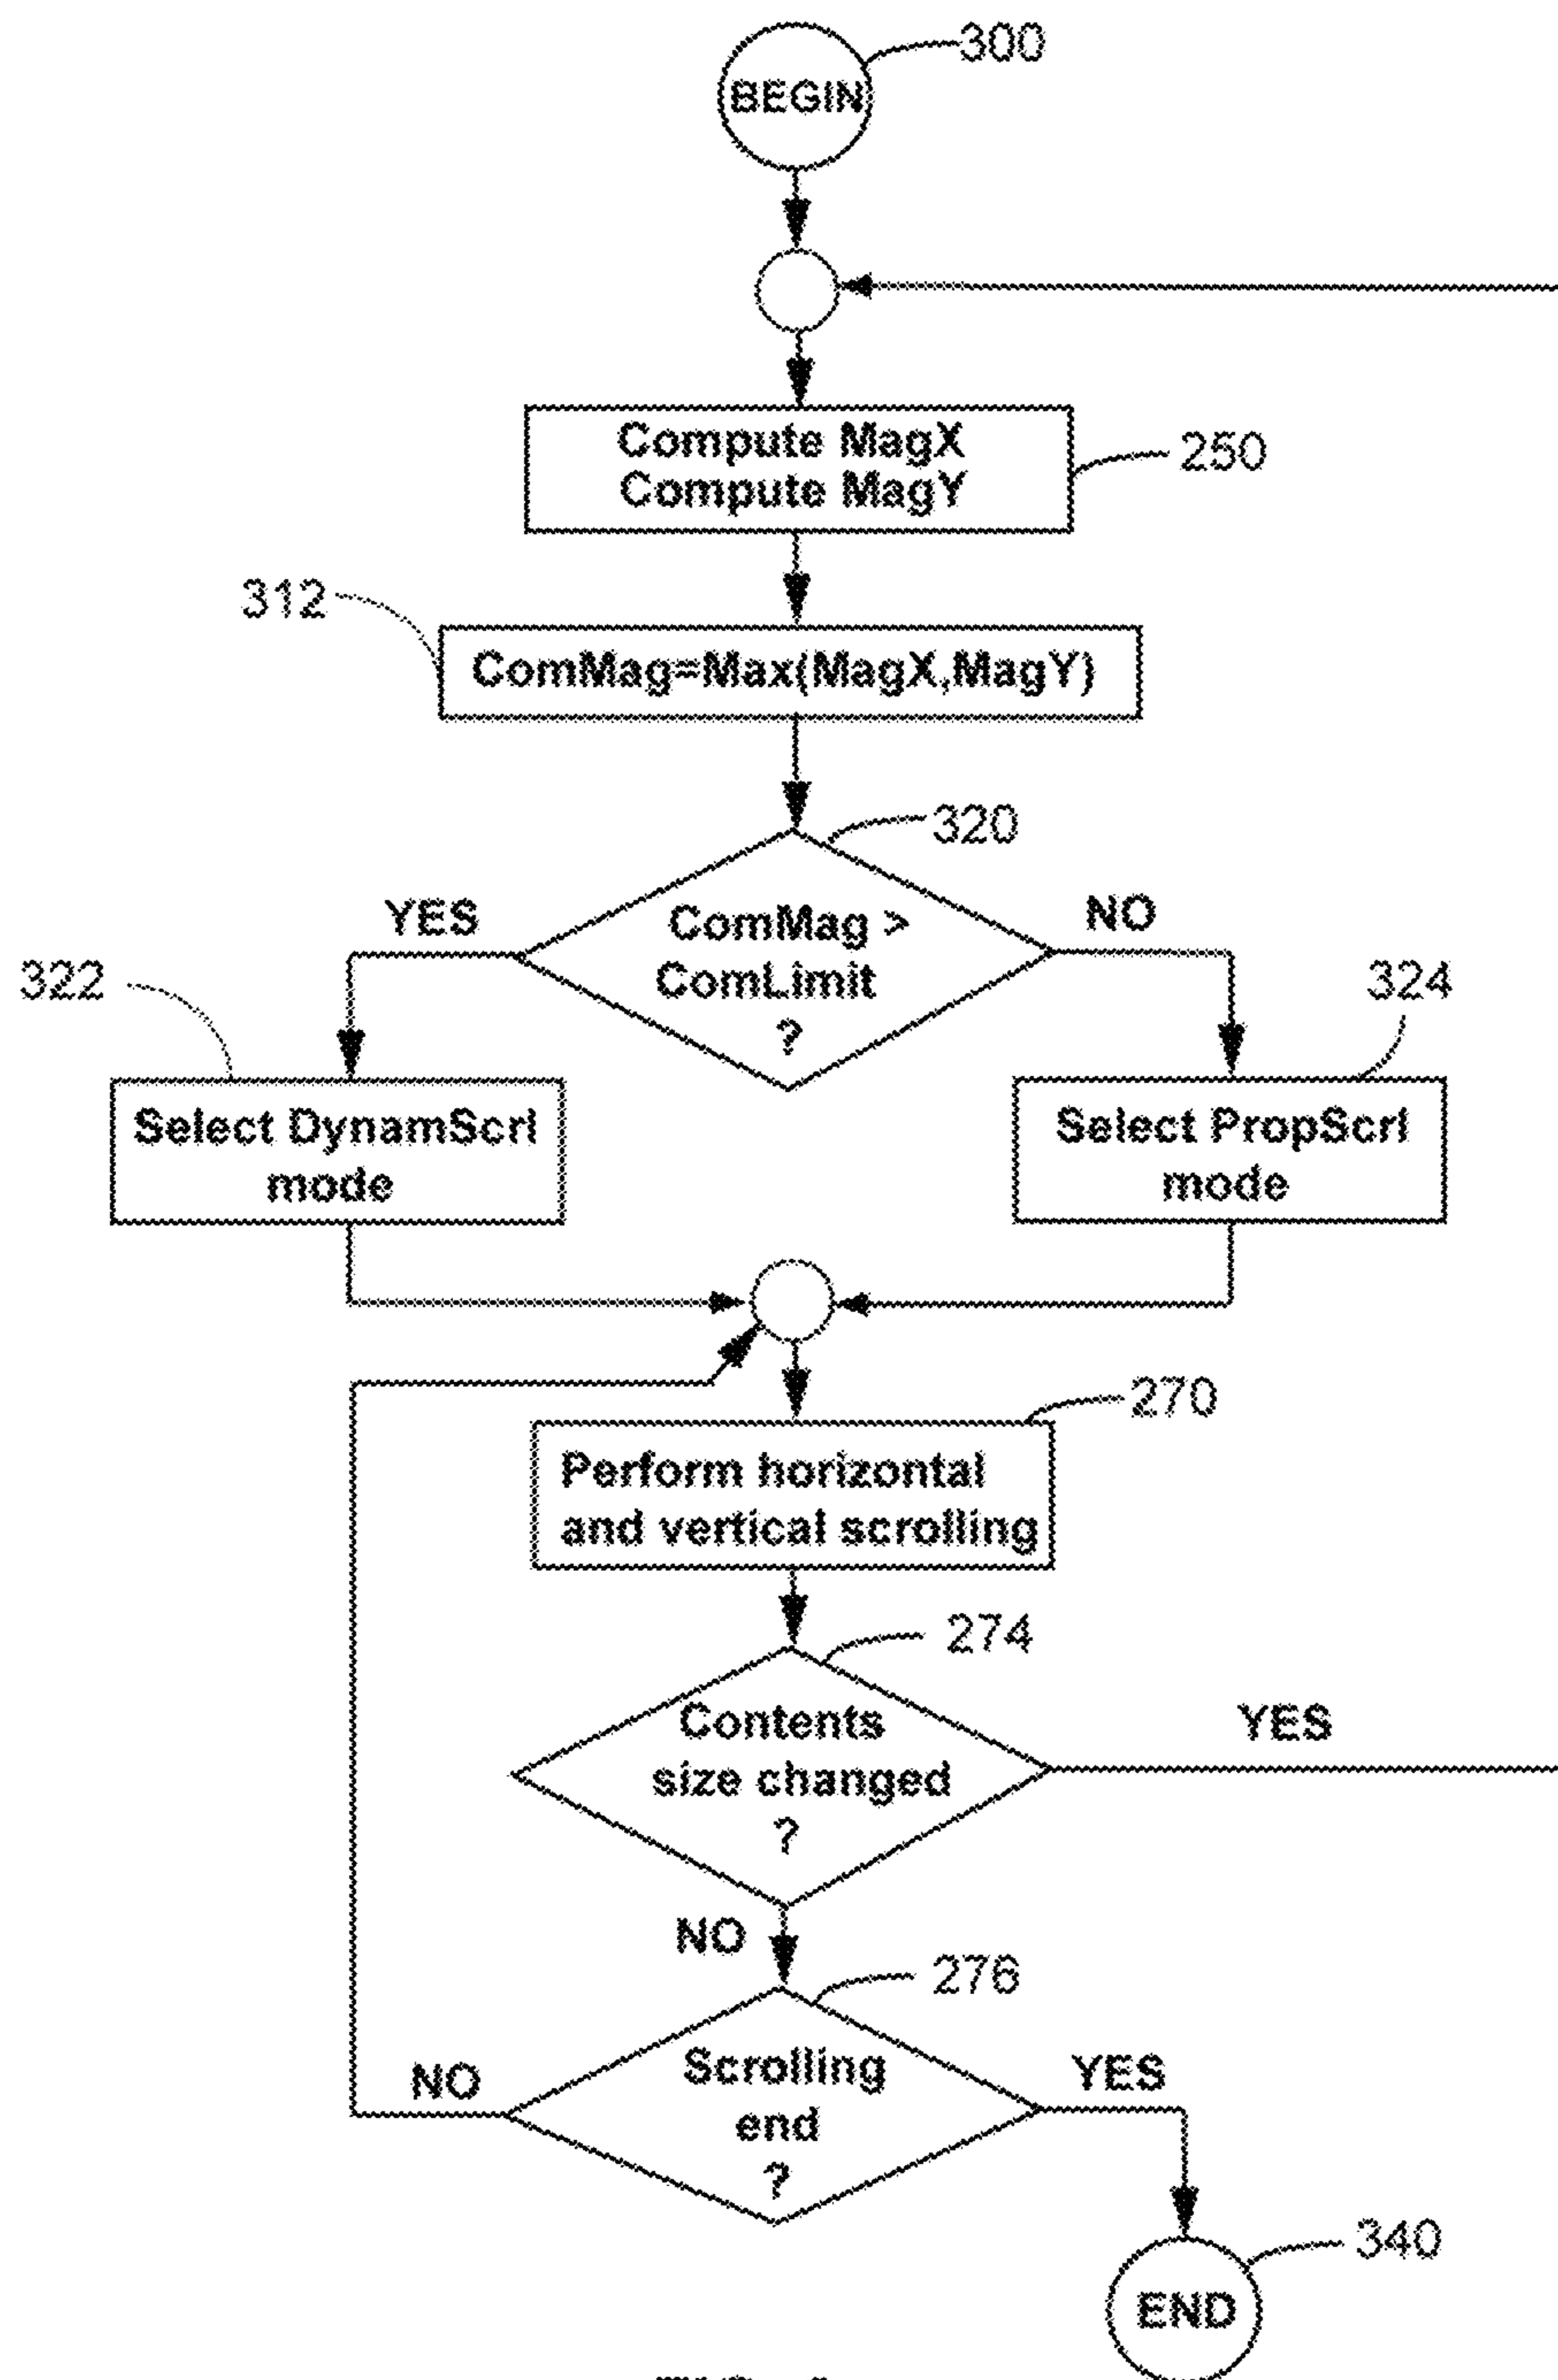 300
BEGIN
Compute MagX
Compute MagY
250
312
ComMag=Max(MagX,MagY)
320
YES
NO
ComMag >
ComLimit
?
322
324
Select DynamScrl
mode
Select PropScrl
mode
270
Perform horizontal
and vertical scrolling
274
Contents
size changed
?
YES
NO
276
Scrolling
end
?
NO
YES
340
END